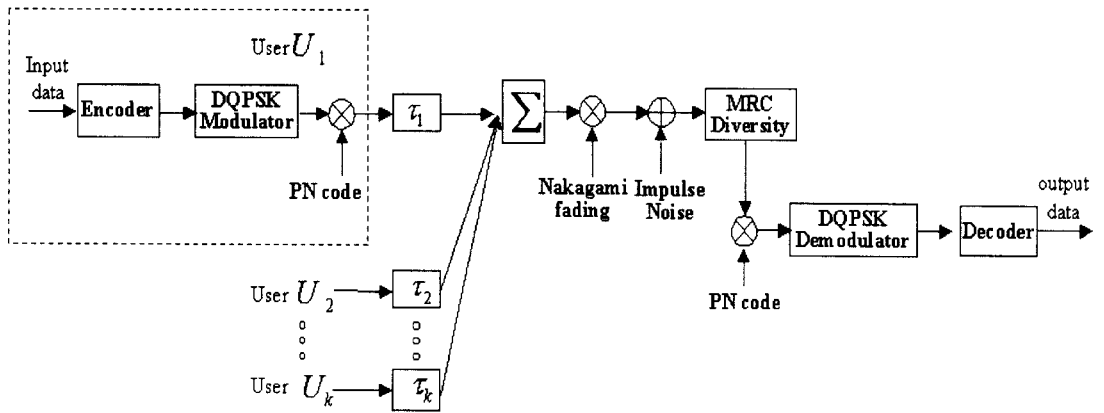 User U1
Input
data
Encoder
DQPSK
Modulator
τ1
Σ
MRC
Diversity
PN code
Nakagami
fading
Impulse
Noise
output
data
DQPSK
Demodulator
Decoder
PN code
User U2
τ2
User Uk
τk